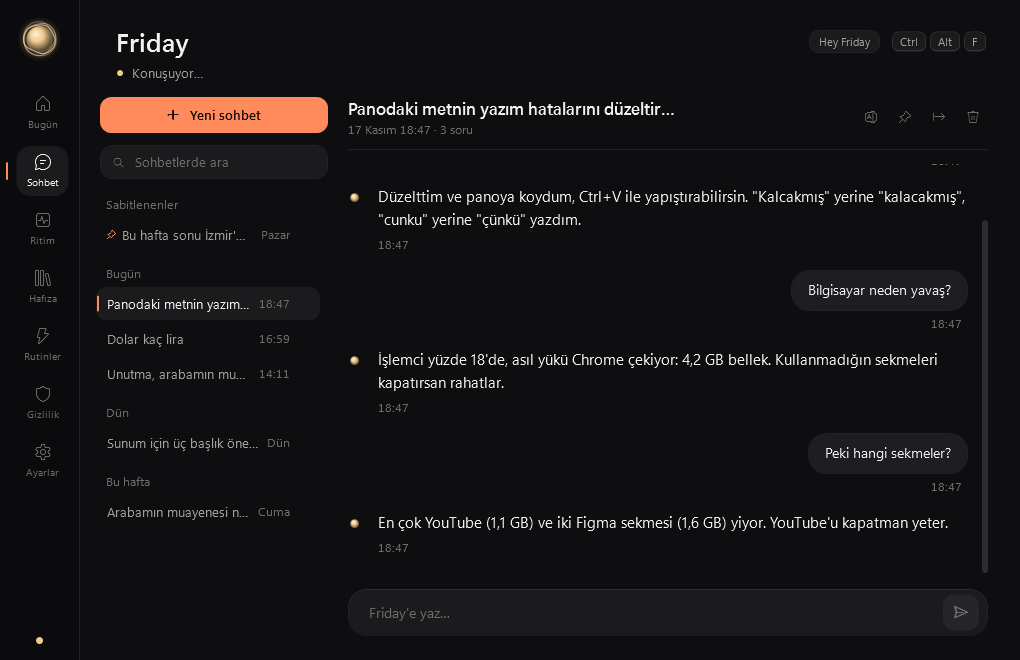 Friday
Konuşuyor...
Hey Friday
Ctrl
Alt
F
Bugün
Sohbet
Ritim
Hafıza
Rutinler
Gizlilik
Ayarlar
Yeni sohbet
Sohbetlerde ara
Sabitlenenler
Bu hafta sonu İzmir'... Pazar
Bugün
Panodaki metnin yazım... 18:47
Dolar kaç lira 16:59
Unutma, arabamın mu... 14:11
Dün
Sunum için üç başlık öne... Dün
Bu hafta
Arabamın muayenesi n... Cuma
Panodaki metnin yazım hatalarını düzeltir...
17 Kasım 18:47 · 3 soru
Düzelttim ve panoya koydum, Ctrl+V ile yapıştırabilirsin. "Kalcakmış" yerine "kalacakmış",
"cunku" yerine "çünkü" yazdım.
18:47
Bilgisayar neden yavaş?
18:47
İşlemci yüzde 18'de, asıl yükü Chrome çekiyor: 4,2 GB bellek. Kullanmadığın sekmeleri
kapatırsan rahatlar.
18:47
Peki hangi sekmeler?
18:47
En çok YouTube (1,1 GB) ve iki Figma sekmesi (1,6 GB) yiyor. YouTube'u kapatman yeter.
18:47
Friday'e yaz...